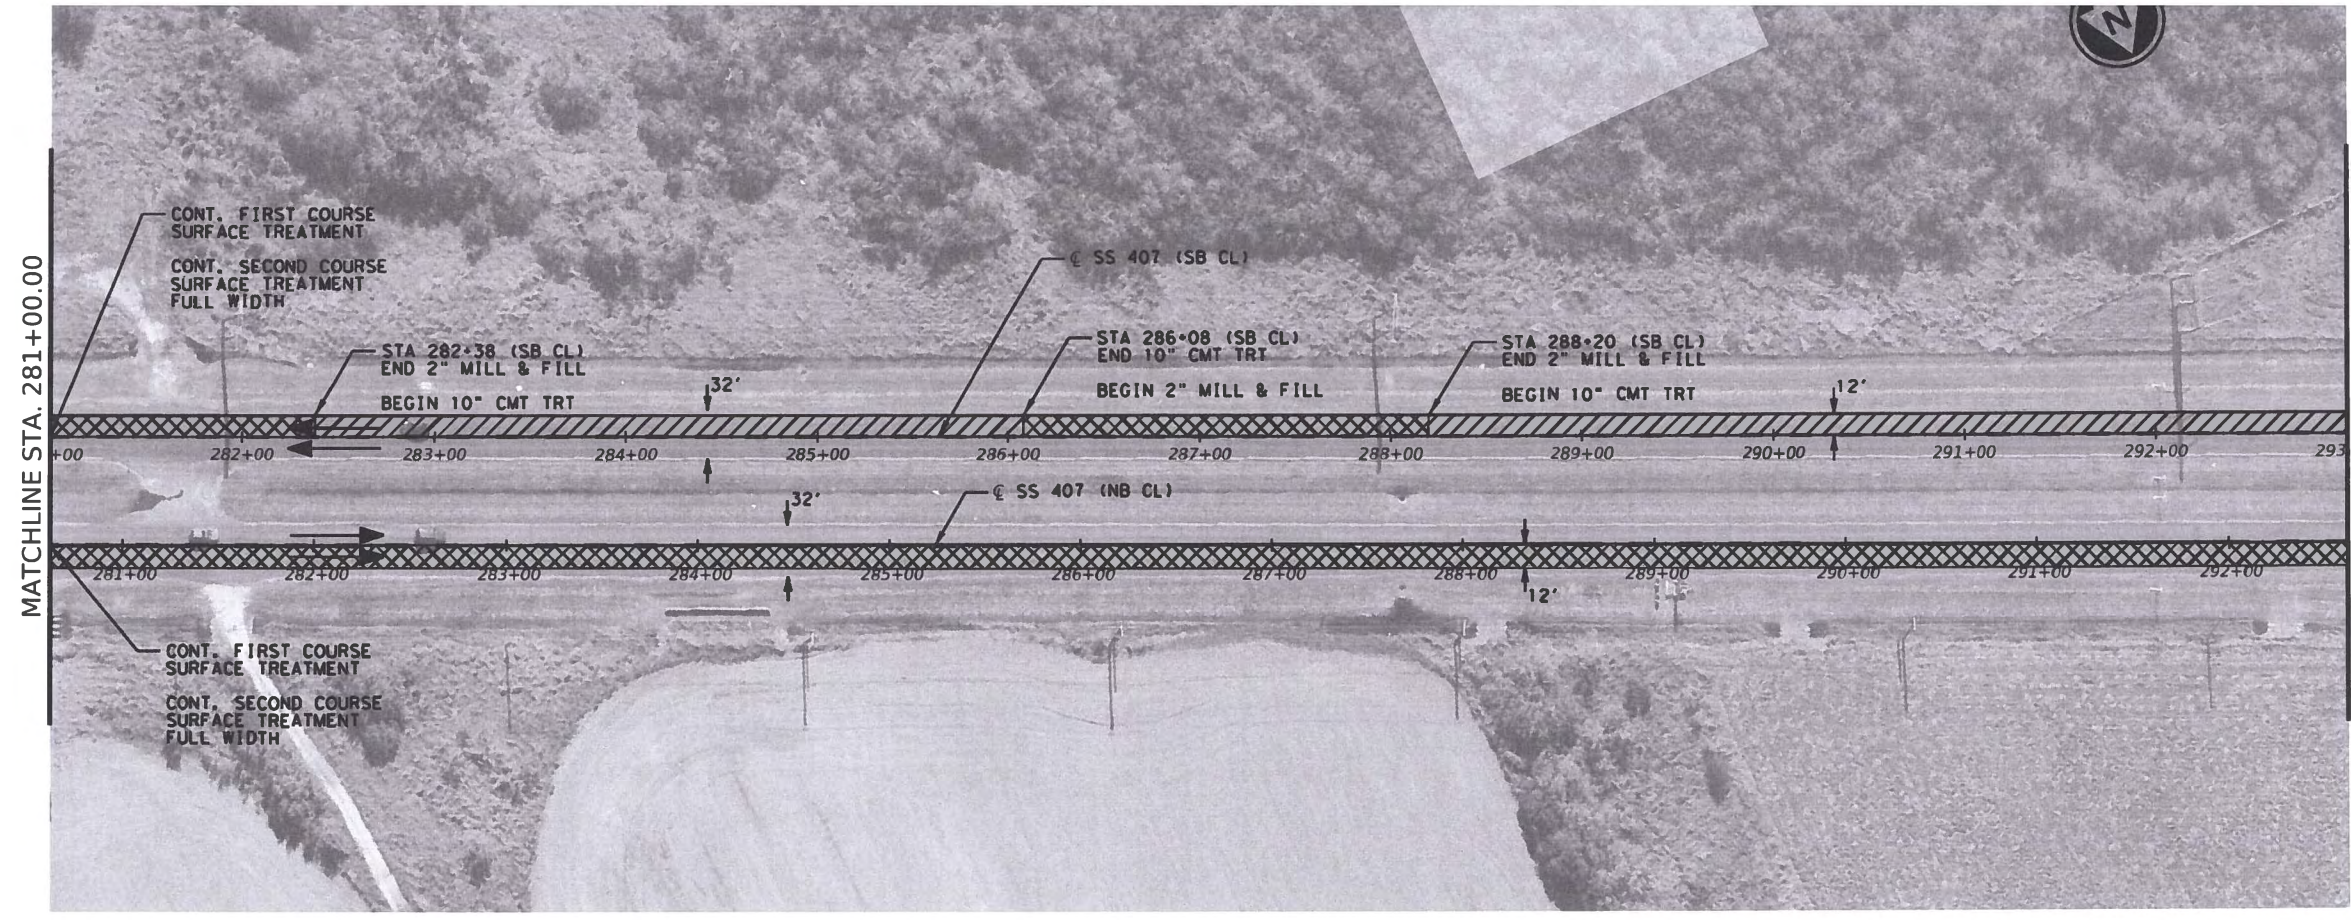 N
MATCHLINE STA. 281+00.00
CONT. FIRST COURSE
SURFACE TREATMENT
CONT. SECOND COURSE
SURFACE TREATMENT
FULL WIDTH
℄ SS 407 (SB CL)
STA 282+38 (SB CL)
END 2" MILL & FILL
BEGIN 10" CMT TRT
32'
STA 286+08 (SB CL)
END 10" CMT TRT
BEGIN 2" MILL & FILL
STA 288+20 (SB CL)
END 2" MILL & FILL
BEGIN 10" CMT TRT
12'
+00 282+00 283+00 284+00 285+00 286+00 287+00 288+00 289+00 290+00 291+00 292+00 293
32'
℄ SS 407 (NB CL)
281+00 282+00 283+00 284+00 285+00 286+00 287+00 288+00 289+00 290+00 291+00 292+00
12'
CONT. FIRST COURSE
SURFACE TREATMENT
CONT. SECOND COURSE
SURFACE TREATMENT
FULL WIDTH